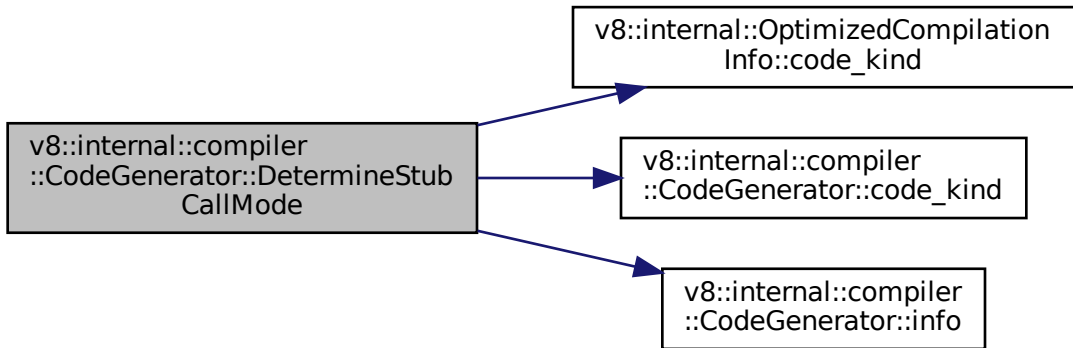 v8::internal::OptimizedCompilation
Info::code_kind
v8::internal::compiler
::CodeGenerator::DetermineStub
CallMode
v8::internal::compiler
::CodeGenerator::code_kind
v8::internal::compiler
::CodeGenerator::info